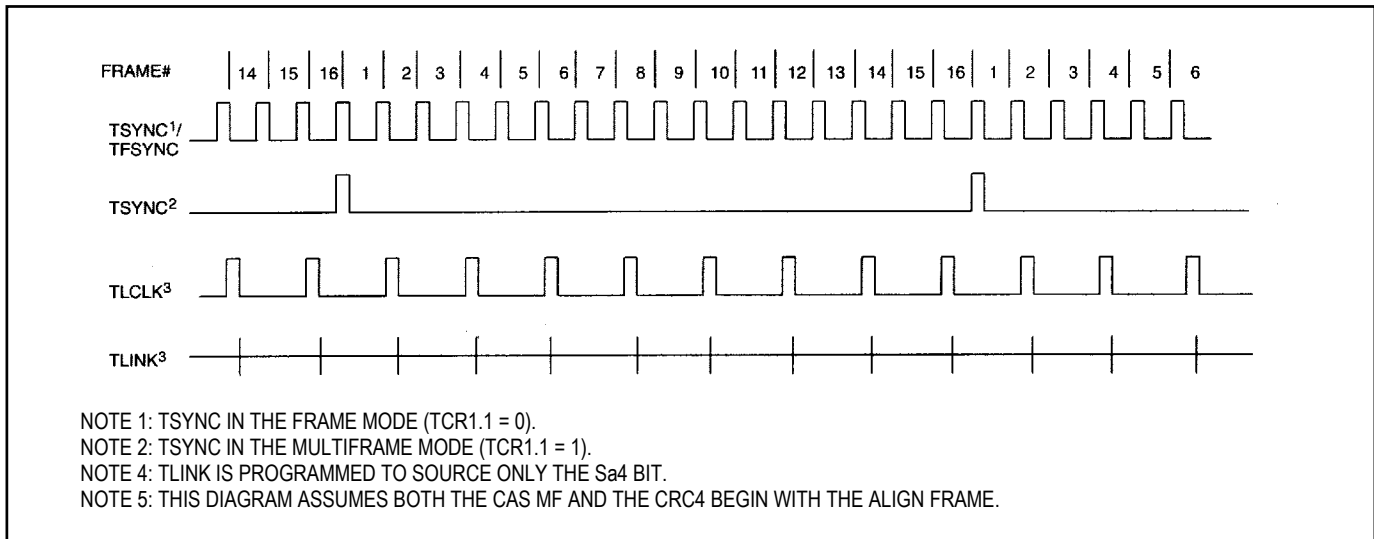 FRAME# 14 15 16 1 2 3 4 5 6 7 8 9 10 11 12 13 14 15 16 1 2 3 4 5 6
TSYNC1/
TFSYNC
TSYNC2
TLCLK3
TLINK3
NOTE 1: TSYNC IN THE FRAME MODE (TCR1.1 = 0).
NOTE 2: TSYNC IN THE MULTIFRAME MODE (TCR1.1 = 1).
NOTE 4: TLINK IS PROGRAMMED TO SOURCE ONLY THE Sa4 BIT.
NOTE 5: THIS DIAGRAM ASSUMES BOTH THE CAS MF AND THE CRC4 BEGIN WITH THE ALIGN FRAME.